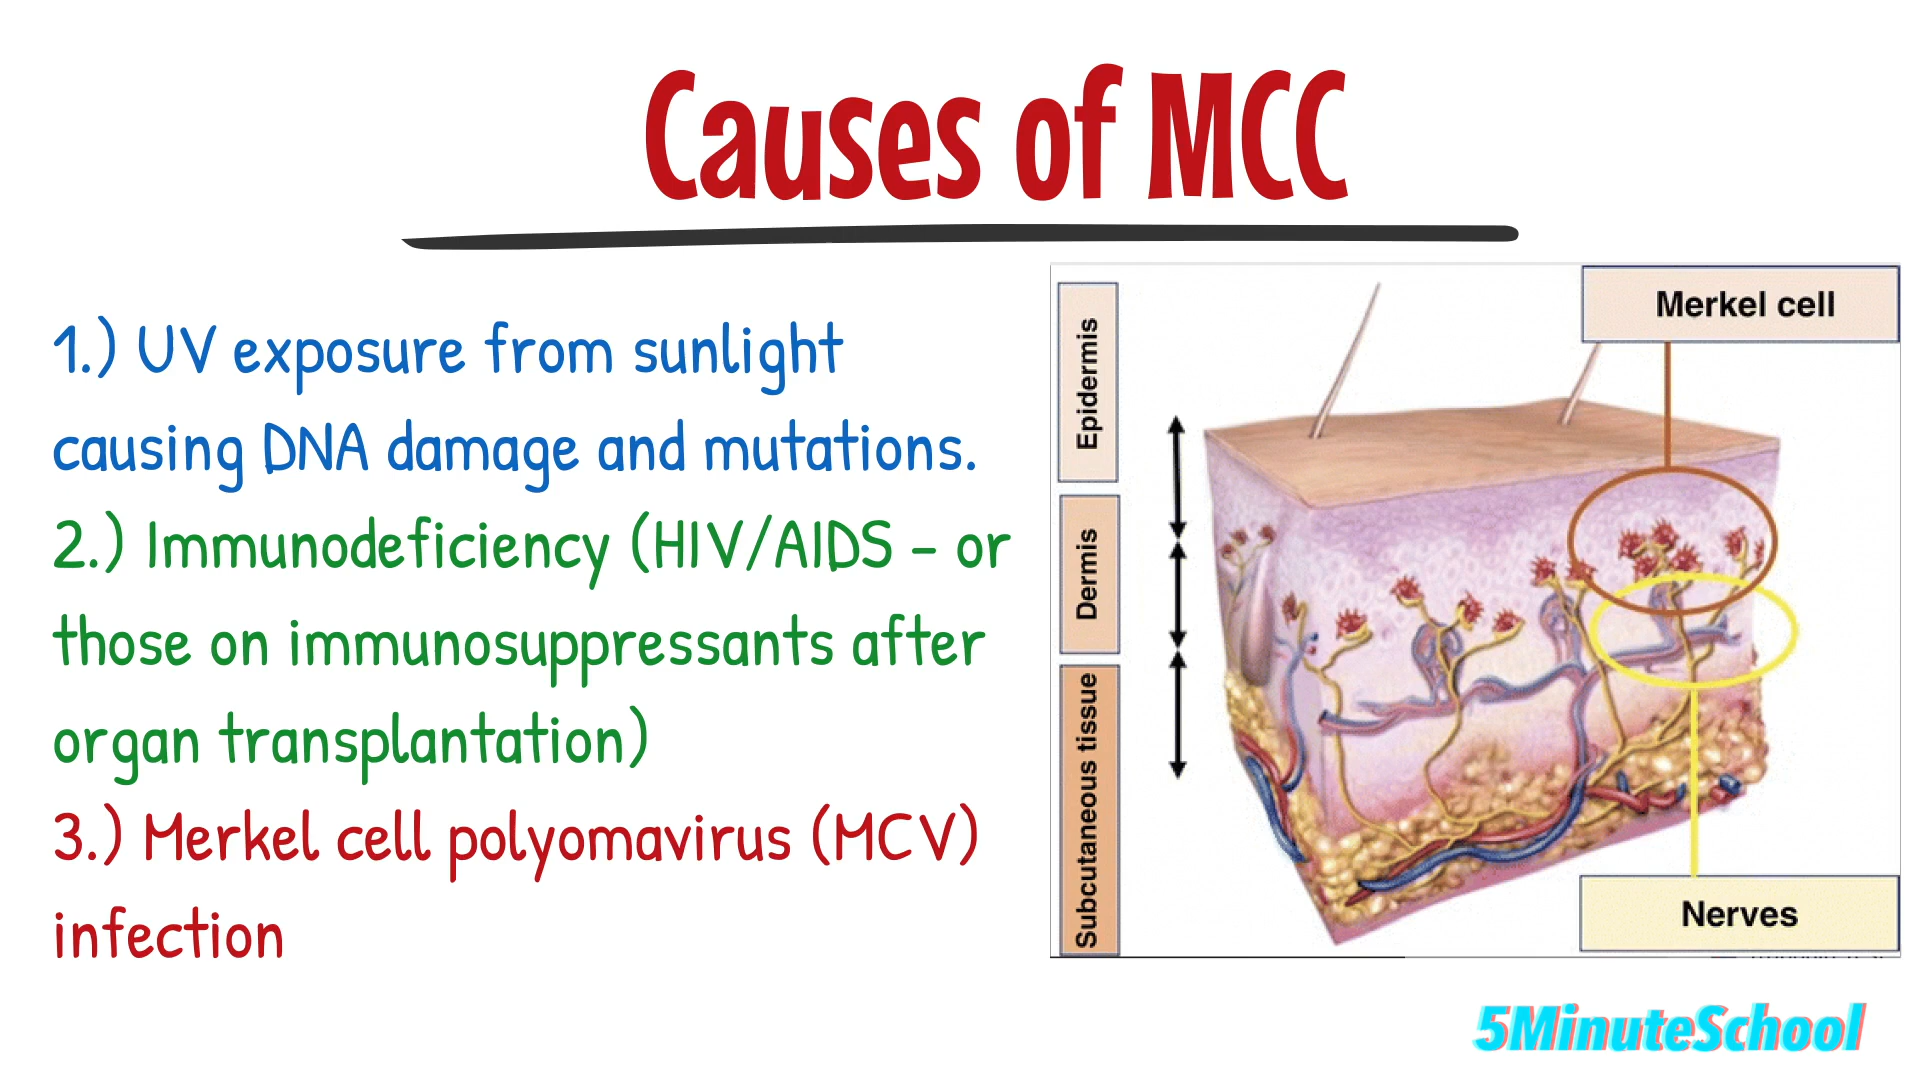 Causes of MCC
1.) UV exposure from sunlight
causing DNA damage and mutations.
2.) Immunodeficiency (HIV/AIDS - or
those on immunosuppressants after
organ transplantation)
3.) Merkel cell polyomavirus (MCV)
infection
Merkel cell
Epidermis
Dermis
Subcutaneous tissue
Nerves
5MinuteSchool